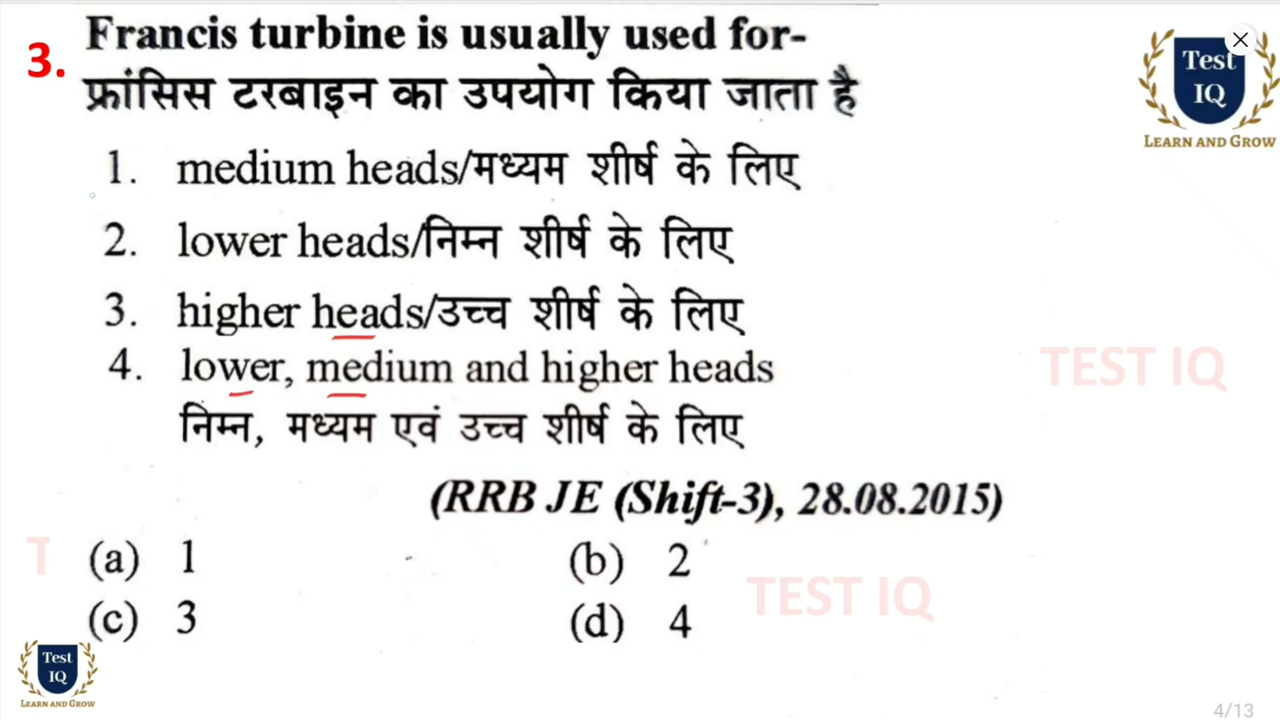 3.
Francis turbine is usually used for-
फ्रांसिस टरबाइन का उपयोग किया जाता है
1. medium heads/मध्यम शीर्ष के लिए
2. lower heads/निम्न शीर्ष के लिए
3. higher heads/उच्च शीर्ष के लिए
4. lower, medium and higher heads
निम्न, मध्यम एवं उच्च शीर्ष के लिए
(RRB JE (Shift-3), 28.08.2015)
(a) 1
(b) 2
(c) 3
(d) 4
Test
IQ
LEARN AND GROW
TEST IQ
T
TEST IQ
Test
IQ
LEARN AND GROW
4/13